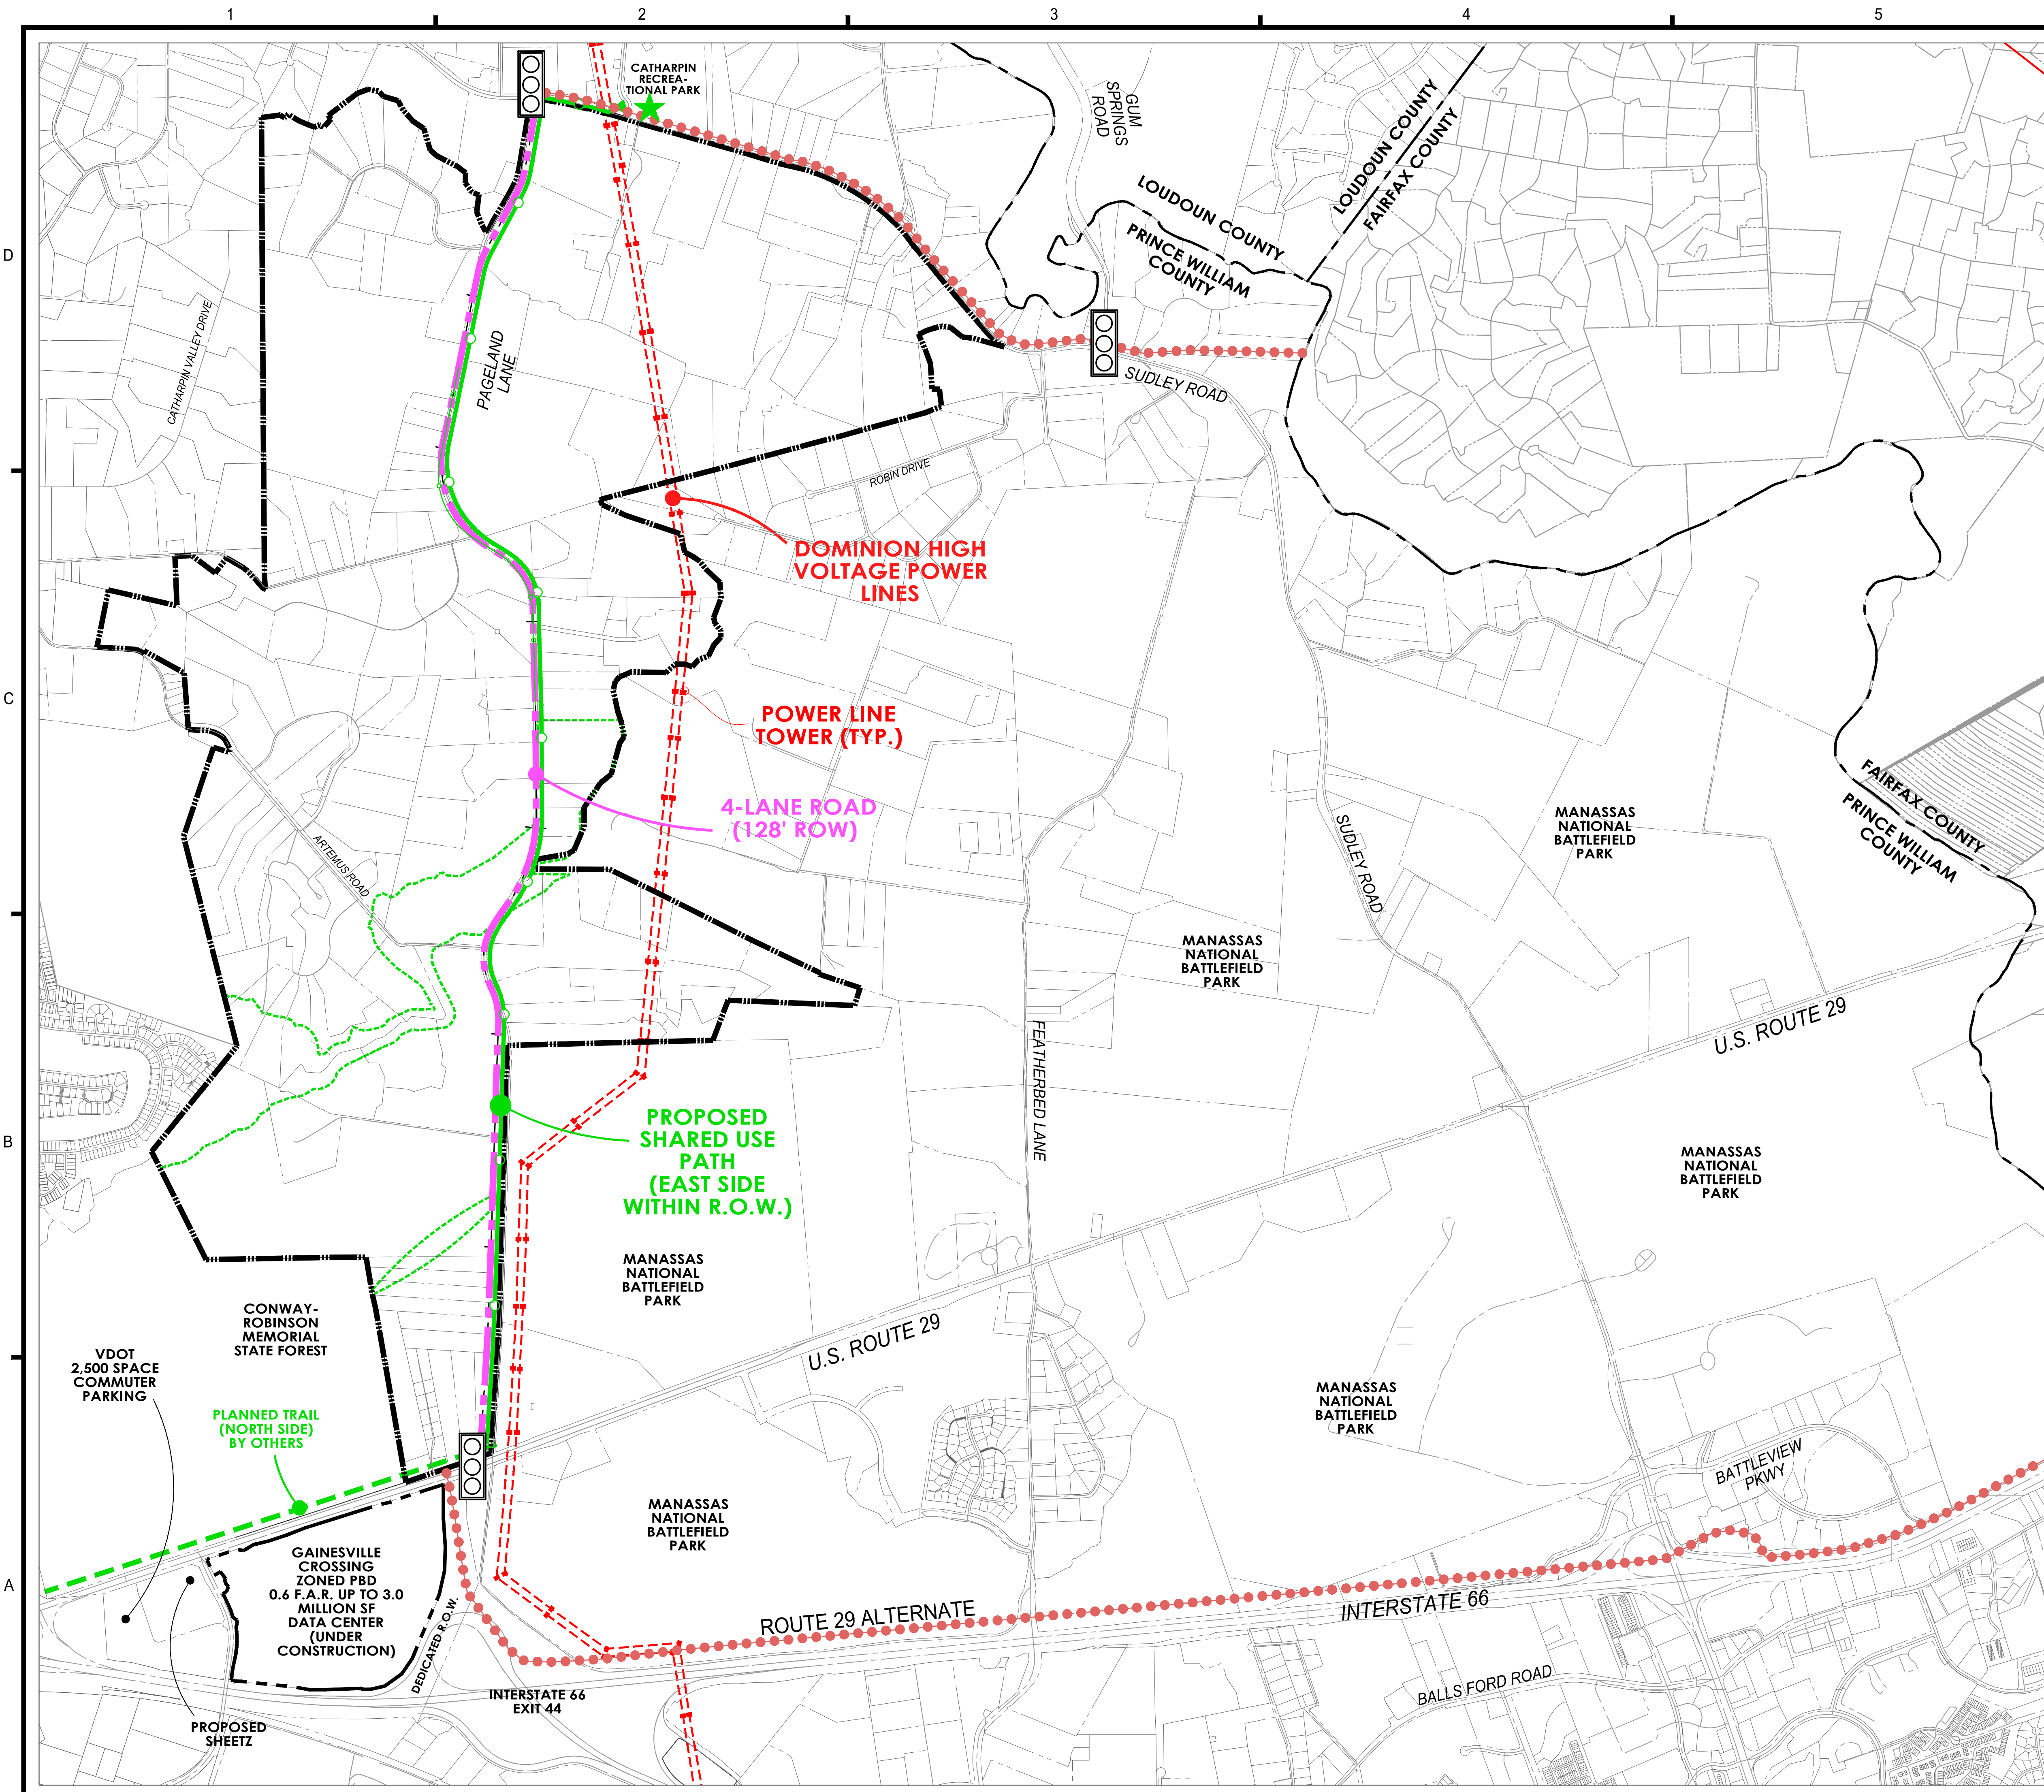 1
2
3
4
5
D
C
B
A
CATHARPIN
RECREA-
TIONAL PARK
GUM
SPRINGS
ROAD
LOUDOUN COUNTY
FAIRFAX COUNTY
LOUDOUN COUNTY
PRINCE WILLIAM
COUNTY
CATHARPIN VALLEY DRIVE
PAGELAND
LANE
SUDLEY ROAD
ROBIN DRIVE
DOMINION HIGH
VOLTAGE POWER
LINES
POWER LINE
TOWER (TYP.)
4-LANE ROAD
(128' ROW)
FAIRFAX COUNTY
PRINCE WILLIAM
COUNTY
MANASSAS
NATIONAL
BATTLEFIELD
PARK
SUDLEY ROAD
ARTEMUS ROAD
MANASSAS
NATIONAL
BATTLEFIELD
PARK
U.S. ROUTE 29
FEATHERBED LANE
PROPOSED
SHARED USE
PATH
(EAST SIDE
WITHIN R.O.W.)
MANASSAS
NATIONAL
BATTLEFIELD
PARK
MANASSAS
NATIONAL
BATTLEFIELD
PARK
CONWAY-
ROBINSON
MEMORIAL
STATE FOREST
U.S. ROUTE 29
VDOT
2,500 SPACE
COMMUTER
PARKING
PLANNED TRAIL
(NORTH SIDE)
BY OTHERS
MANASSAS
NATIONAL
BATTLEFIELD
PARK
BATTLEVIEW
PKWY
MANASSAS
NATIONAL
BATTLEFIELD
PARK
GAINESVILLE
CROSSING
ZONED PBD
0.6 F.A.R. UP TO 3.0
MILLION SF
DATA CENTER
(UNDER
CONSTRUCTION)
DEDICATED R.O.W.
ROUTE 29 ALTERNATE
INTERSTATE 66
BALLS FORD ROAD
INTERSTATE 66
EXIT 44
PROPOSED
SHEETZ